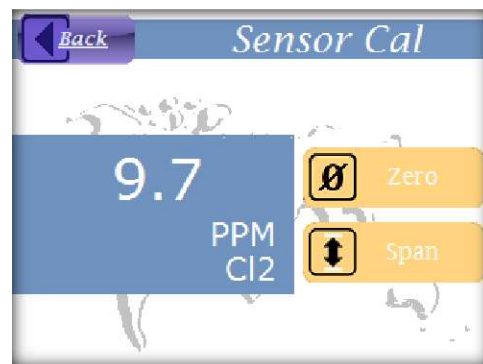 Back
Sensor Cal
9.7
PPM
Cl2
Zero
Span